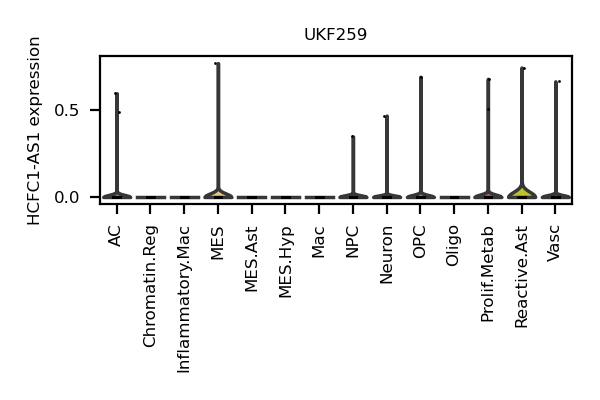 UKF259
HCFC1-AS1 expression
0.5
0.0
AC
Chromatin.Reg
Inflammatory.Mac
MES
MES.Ast
MES.Hyp
Mac
NPC
Neuron
OPC
Oligo
Prolif.Metab
Reactive.Ast
Vasc